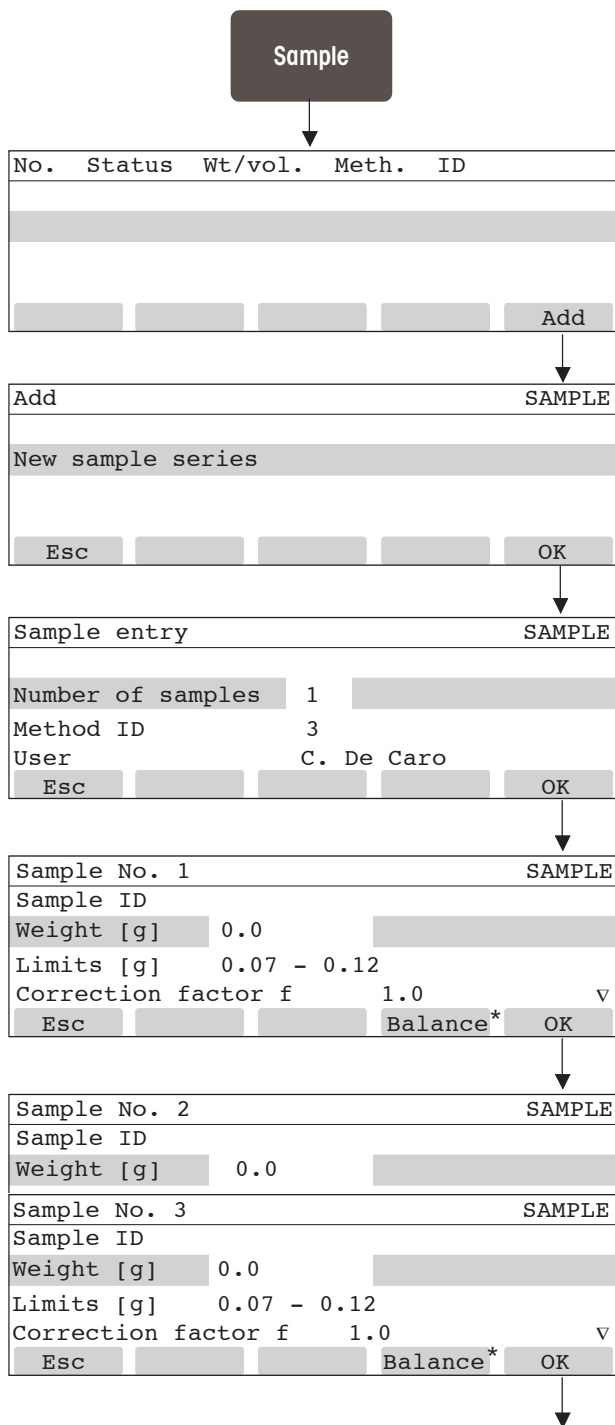 Sample
No. Status Wt/vol. Meth. ID
Add
Add SAMPLE
New sample series
Esc OK
Sample entry SAMPLE
Number of samples 1
Method ID 3
User C. De Caro
Esc OK
Sample No. 1 SAMPLE
Sample ID
Weight [g] 0.0
Limits [g] 0.07 – 0.12
Correction factor f 1.0 ∇
Esc Balance* OK
Sample No. 2 SAMPLE
Sample ID
Weight [g] 0.0
Sample No. 3 SAMPLE
Sample ID
Weight [g] 0.0
Limits [g] 0.07 – 0.12
Correction factor f 1.0 ∇
Esc Balance* OK